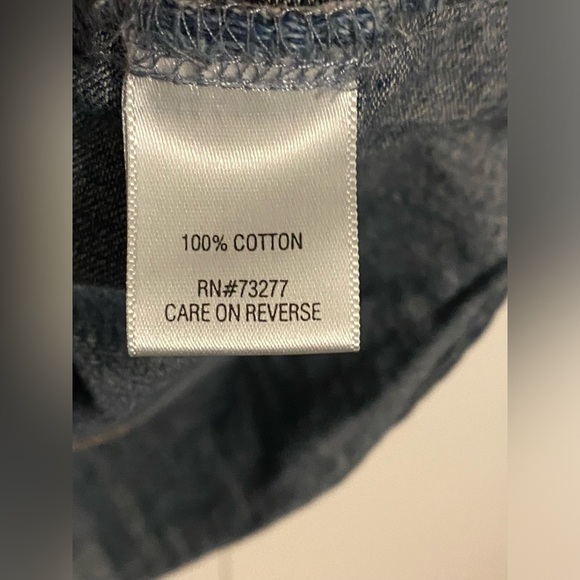 100% COTTON
RN#73277
CARE ON REVERSE